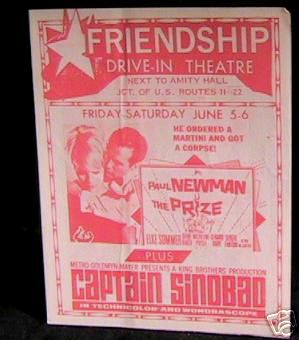 FRIENDSHIP
DRIVE-IN THEATRE
NEXT TO AMITY HALL
JCT. OF U.S. ROUTES 11-22
FRIDAY-SATURDAY JUNE 5-6
HE ORDERED A
MARTINI AND GOT
A CORPSE!
PAUL NEWMAN
THE PRIZE
ELKE SOMMER
PLUS
METRO-GOLDWYN-MAYER PRESENTS A KING BROTHERS PRODUCTION
CAPTAIN SINDBAD
IN TECHNICOLOR AND WONDRASCOPE